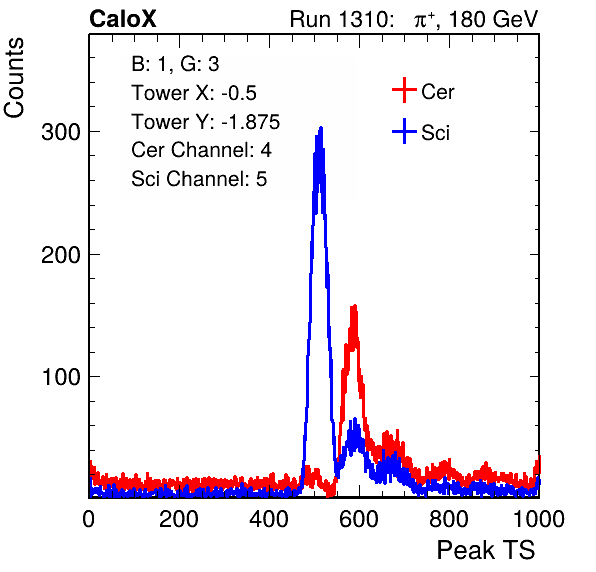 CaloX
Run 1310: π⁺, 180 GeV
Counts
B: 1, G: 3
Tower X: -0.5
Tower Y: -1.875
Cer Channel: 4
Sci Channel: 5
Cer
Sci
300
200
100
0 200 400 600 800 1000
Peak TS